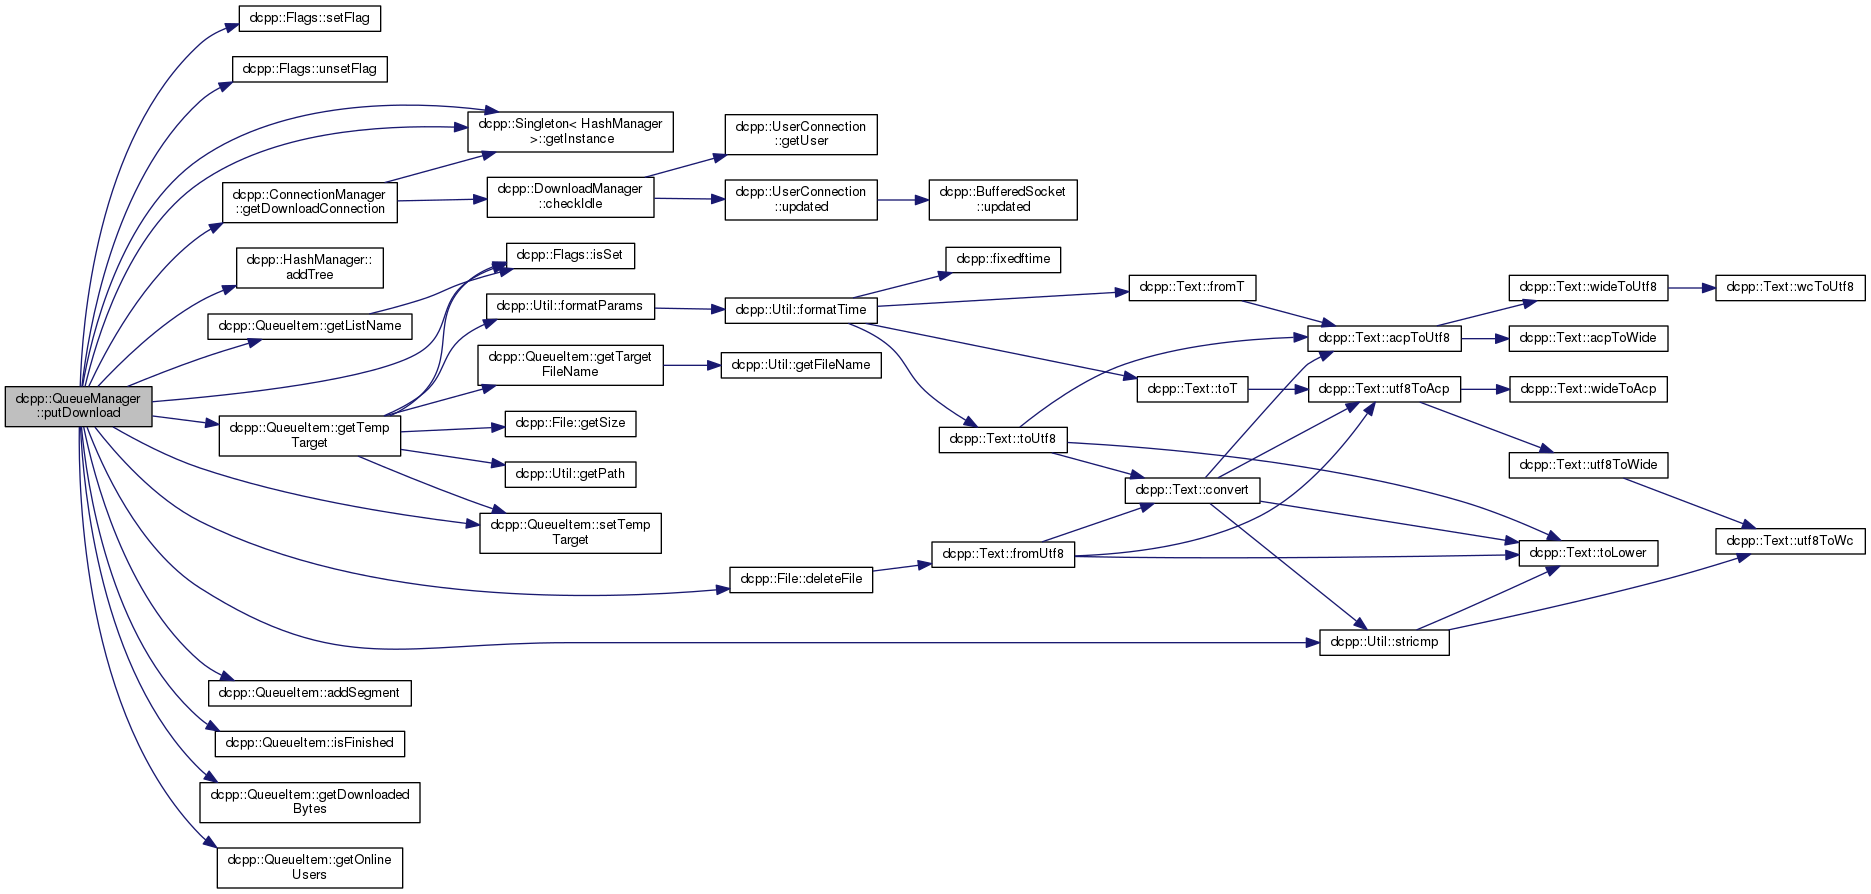 dcpp::Flags::setFlag
dcpp::Flags::unsetFlag
dcpp::Singleton< HashManager
>::getInstance
dcpp::UserConnection
::getUser
dcpp::ConnectionManager
::getDownloadConnection
dcpp::DownloadManager
::checkIdle
dcpp::UserConnection
::updated
dcpp::BufferedSocket
::updated
dcpp::HashManager::
addTree
dcpp::Flags::isSet
dcpp::fixedftime
dcpp::Util::formatParams
dcpp::Util::formatTime
dcpp::Text::fromT
dcpp::Text::wideToUtf8
dcpp::Text::wcToUtf8
dcpp::QueueItem::getListName
dcpp::Text::acpToUtf8
dcpp::Text::acpToWide
dcpp::QueueItem::getTarget
FileName
dcpp::Util::getFileName
dcpp::Text::toT
dcpp::Text::utf8ToAcp
dcpp::Text::wideToAcp
dcpp::QueueManager
::putDownload
dcpp::QueueItem::getTemp
Target
dcpp::File::getSize
dcpp::Text::toUtf8
dcpp::Util::getPath
dcpp::Text::utf8ToWide
dcpp::Text::convert
dcpp::QueueItem::setTemp
Target
dcpp::Text::utf8ToWc
dcpp::Text::fromUtf8
dcpp::Text::toLower
dcpp::File::deleteFile
dcpp::Util::stricmp
dcpp::QueueItem::addSegment
dcpp::QueueItem::isFinished
dcpp::QueueItem::getDownloaded
Bytes
dcpp::QueueItem::getOnline
Users